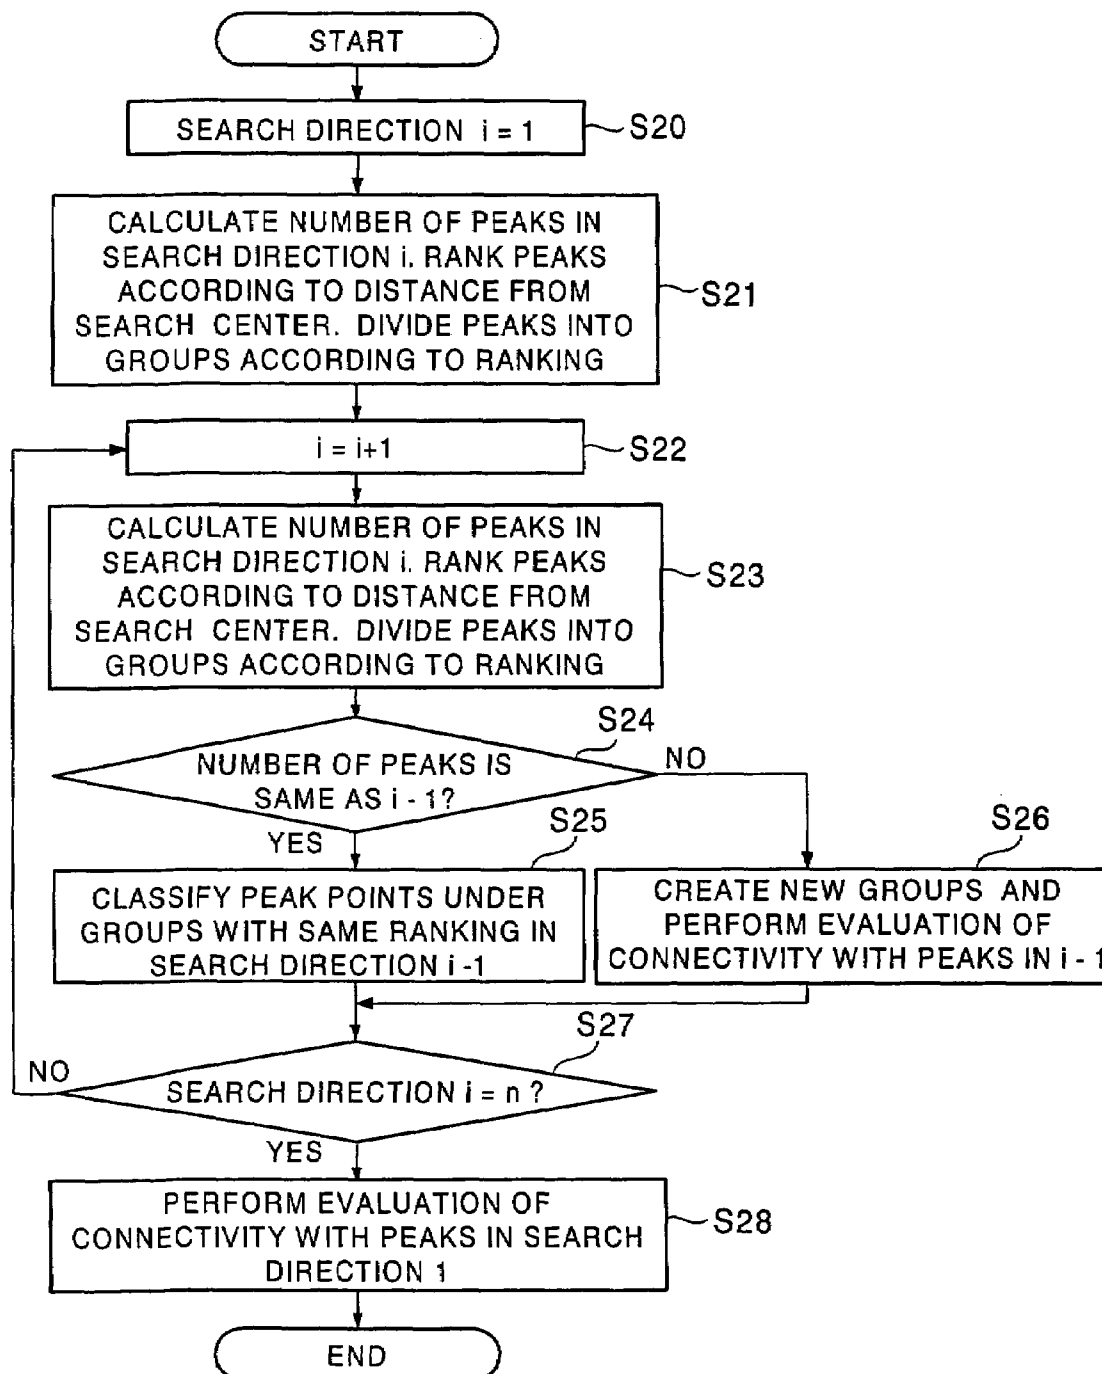 START
SEARCH DIRECTION i = 1
S20
CALCULATE NUMBER OF PEAKS IN
SEARCH DIRECTION i. RANK PEAKS
ACCORDING TO DISTANCE FROM
SEARCH CENTER. DIVIDE PEAKS INTO
GROUPS ACCORDING TO RANKING
S21
i = i+1
S22
CALCULATE NUMBER OF PEAKS IN
SEARCH DIRECTION i. RANK PEAKS
ACCORDING TO DISTANCE FROM
SEARCH CENTER. DIVIDE PEAKS INTO
GROUPS ACCORDING TO RANKING
S23
S24
NUMBER OF PEAKS IS
SAME AS i - 1?
NO
YES
S25
CLASSIFY PEAK POINTS UNDER
GROUPS WITH SAME RANKING IN
SEARCH DIRECTION i -1
S26
CREATE NEW GROUPS AND
PERFORM EVALUATION OF
CONNECTIVITY WITH PEAKS IN i - 1
S27
NO
SEARCH DIRECTION i = n ?
YES
PERFORM EVALUATION OF
CONNECTIVITY WITH PEAKS IN SEARCH
DIRECTION 1
S28
END